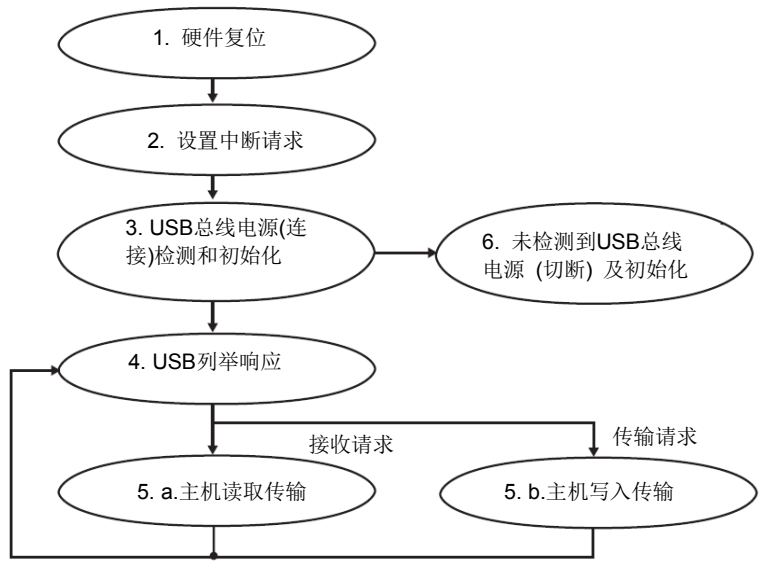 1. 硬件复位
2. 设置中断请求
3. USB总线电源(连
接)检测和初始化
6. 未检测到USB总线
电源 (切断) 及初始化
4. USB列举响应
接收请求
传输请求
5. a.主机读取传输
5. b.主机写入传输